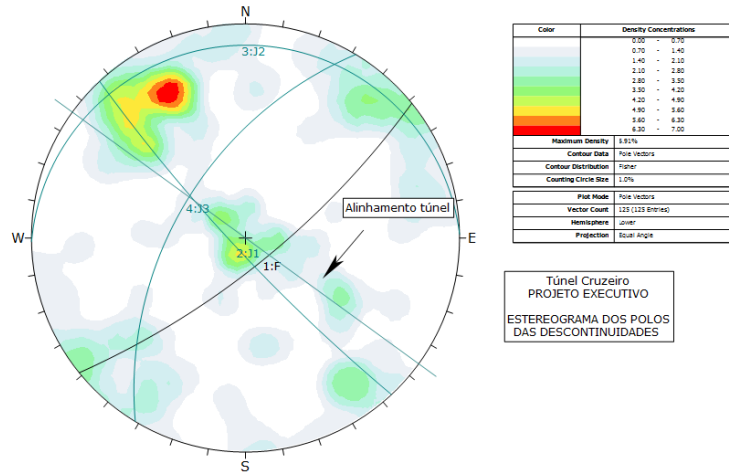 N
3:J2
4:J3
W
E
Alinhamento túnel
2:J1
1:F
S
Color Density Concentrations
0.00 - 0.70
0.70 - 1.40
1.40 - 2.10
2.10 - 2.80
2.80 - 3.50
3.50 - 4.20
4.20 - 4.90
4.90 - 5.60
5.60 - 6.30
6.30 - 7.00
Maximum Density 6.91%
Contour Data Pole Vectors
Contour Distribution Fisher
Counting Circle Size 1.0%
Plot Mode Pole Vectors
Vector Count 125 (125 Entries)
Hemisphere Lower
Projection Equal Angle
Túnel Cruzeiro
PROJETO EXECUTIVO
ESTEREOGRAMA DOS POLOS
DAS DESCONTINUIDADES